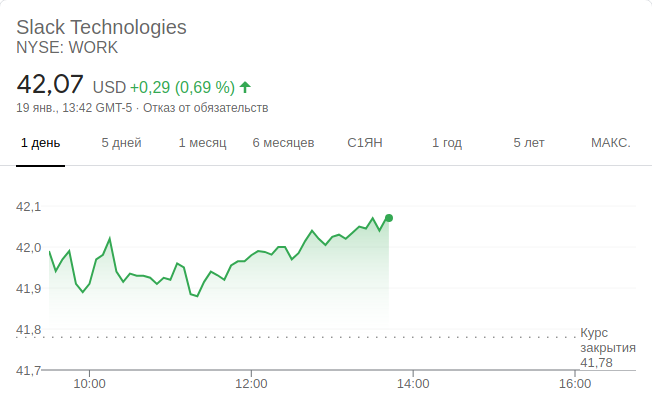 Slack Technologies
NYSE: WORK
42,07 USD +0,29 (0,69 %)
19 янв., 13:42 GMT-5 · Отказ от обязательств
1 день 5 дней 1 месяц 6 месяцев С1ЯН 1 год 5 лет МАКС.
42,1
42,0
41,9
41,8
Курс
закрытия
41,78
41,7
10:00 12:00 14:00 16:00